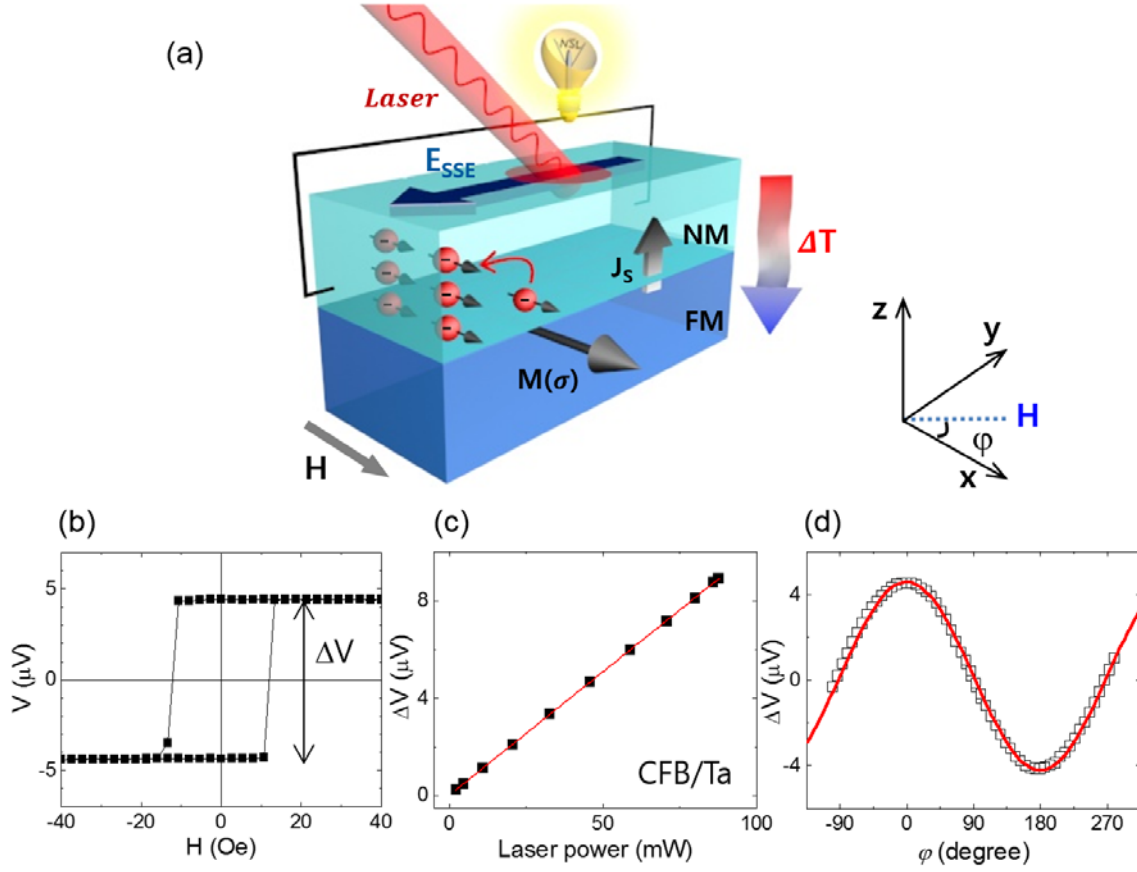 (a)
NSL
Laser
E_SSE
NM
J_S
ΔT
FM
M(σ)
H
z
y
H
φ
x
(b)
(c)
(d)
5
0
-5
V (μV)
ΔV
-40 -20 0 20 40
H (Oe)
8
4
0
ΔV (μV)
CFB/Ta
0 50 100
Laser power (mW)
4
0
-4
ΔV (μV)
-90 0 90 180 270
φ (degree)